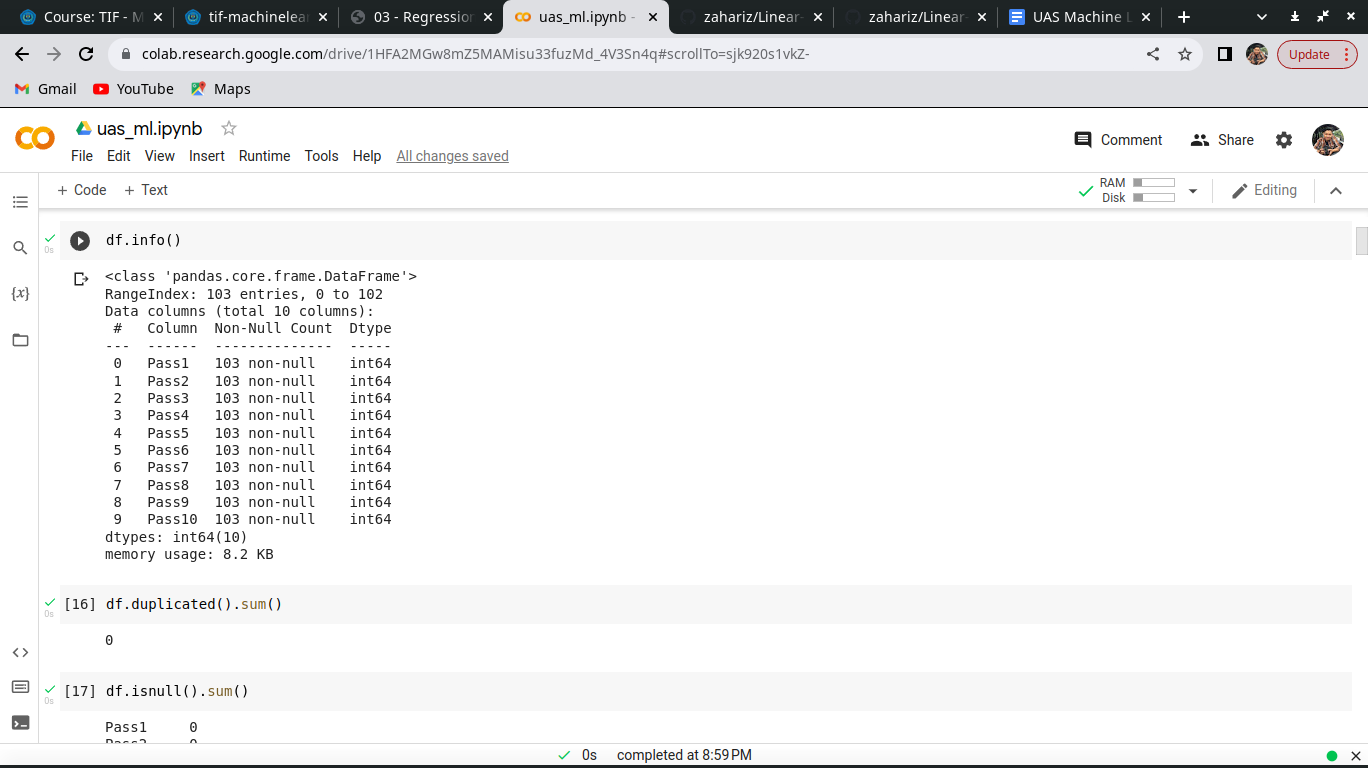 Course: TIF - M
tif-machinelear
03 - Regression
uas_ml.ipynb -
zahariz/Linear-
zahariz/Linear-
UAS Machine L
colab.research.google.com/drive/1HFA2MGw8mZ5MAMisu33fuzMd_4V3Sn4q#scrollTo=sjk920s1vkZ-
Update
Gmail YouTube Maps
uas_ml.ipynb
Comment Share
File Edit View Insert Runtime Tools Help All changes saved
+ Code + Text
RAM
Disk
Editing
0s
df.info()
<class 'pandas.core.frame.DataFrame'>
RangeIndex: 103 entries, 0 to 102
Data columns (total 10 columns):
 #   Column  Non-Null Count  Dtype
---  ------  --------------  -----
 0   Pass1   103 non-null    int64
 1   Pass2   103 non-null    int64
 2   Pass3   103 non-null    int64
 3   Pass4   103 non-null    int64
 4   Pass5   103 non-null    int64
 5   Pass6   103 non-null    int64
 6   Pass7   103 non-null    int64
 7   Pass8   103 non-null    int64
 8   Pass9   103 non-null    int64
 9   Pass10  103 non-null    int64
dtypes: int64(10)
memory usage: 8.2 KB
0s
[16] df.duplicated().sum()
0
0s
[17] df.isnull().sum()
Pass1     0
0s completed at 8:59 PM